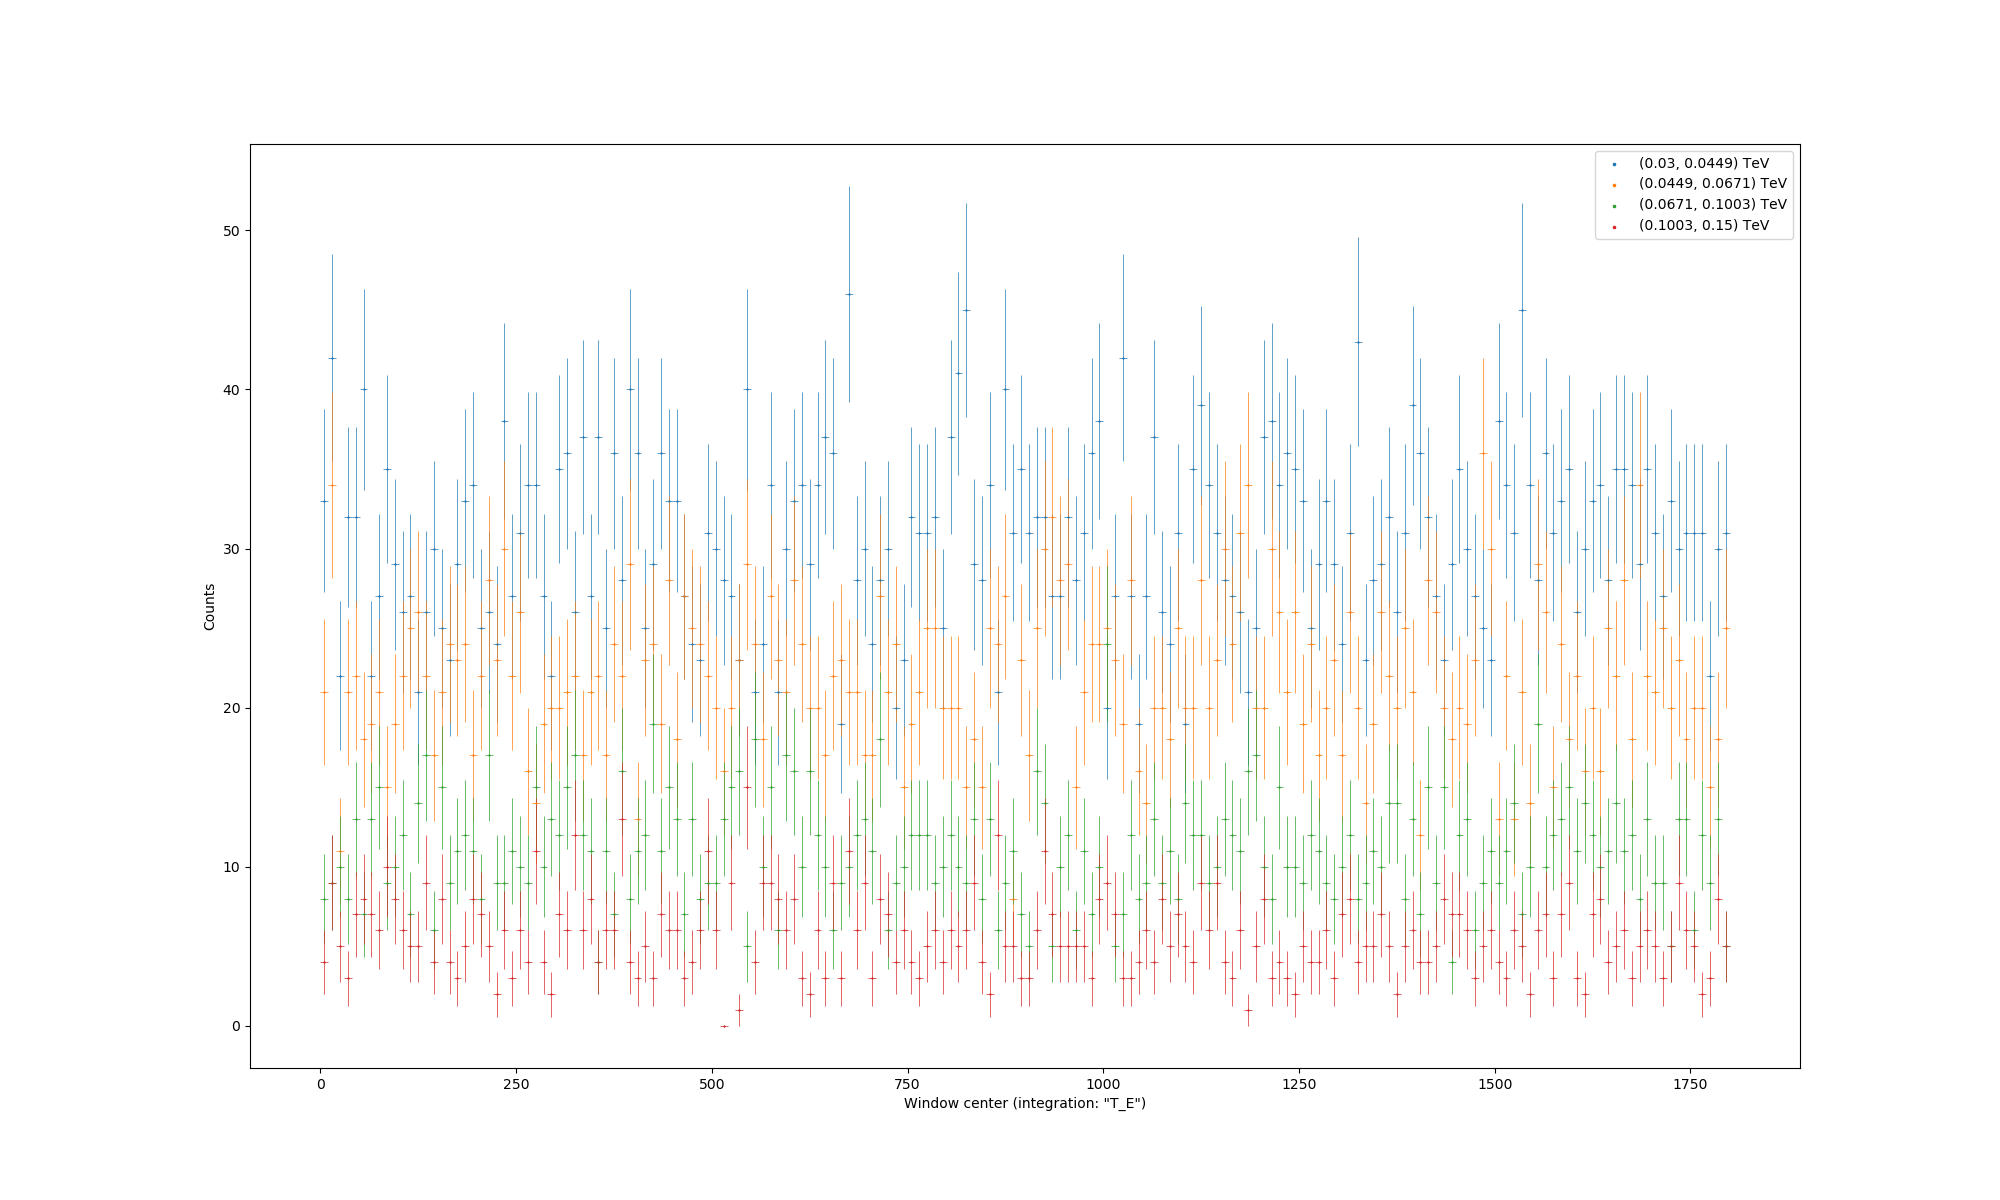 (0.03, 0.0449) TeV
(0.0449, 0.0671) TeV
(0.0671, 0.1003) TeV
(0.1003, 0.15) TeV
50
40
30
20
10
0
Counts
0 250 500 750 1000 1250 1500 1750
Window center (integration: "T_E")